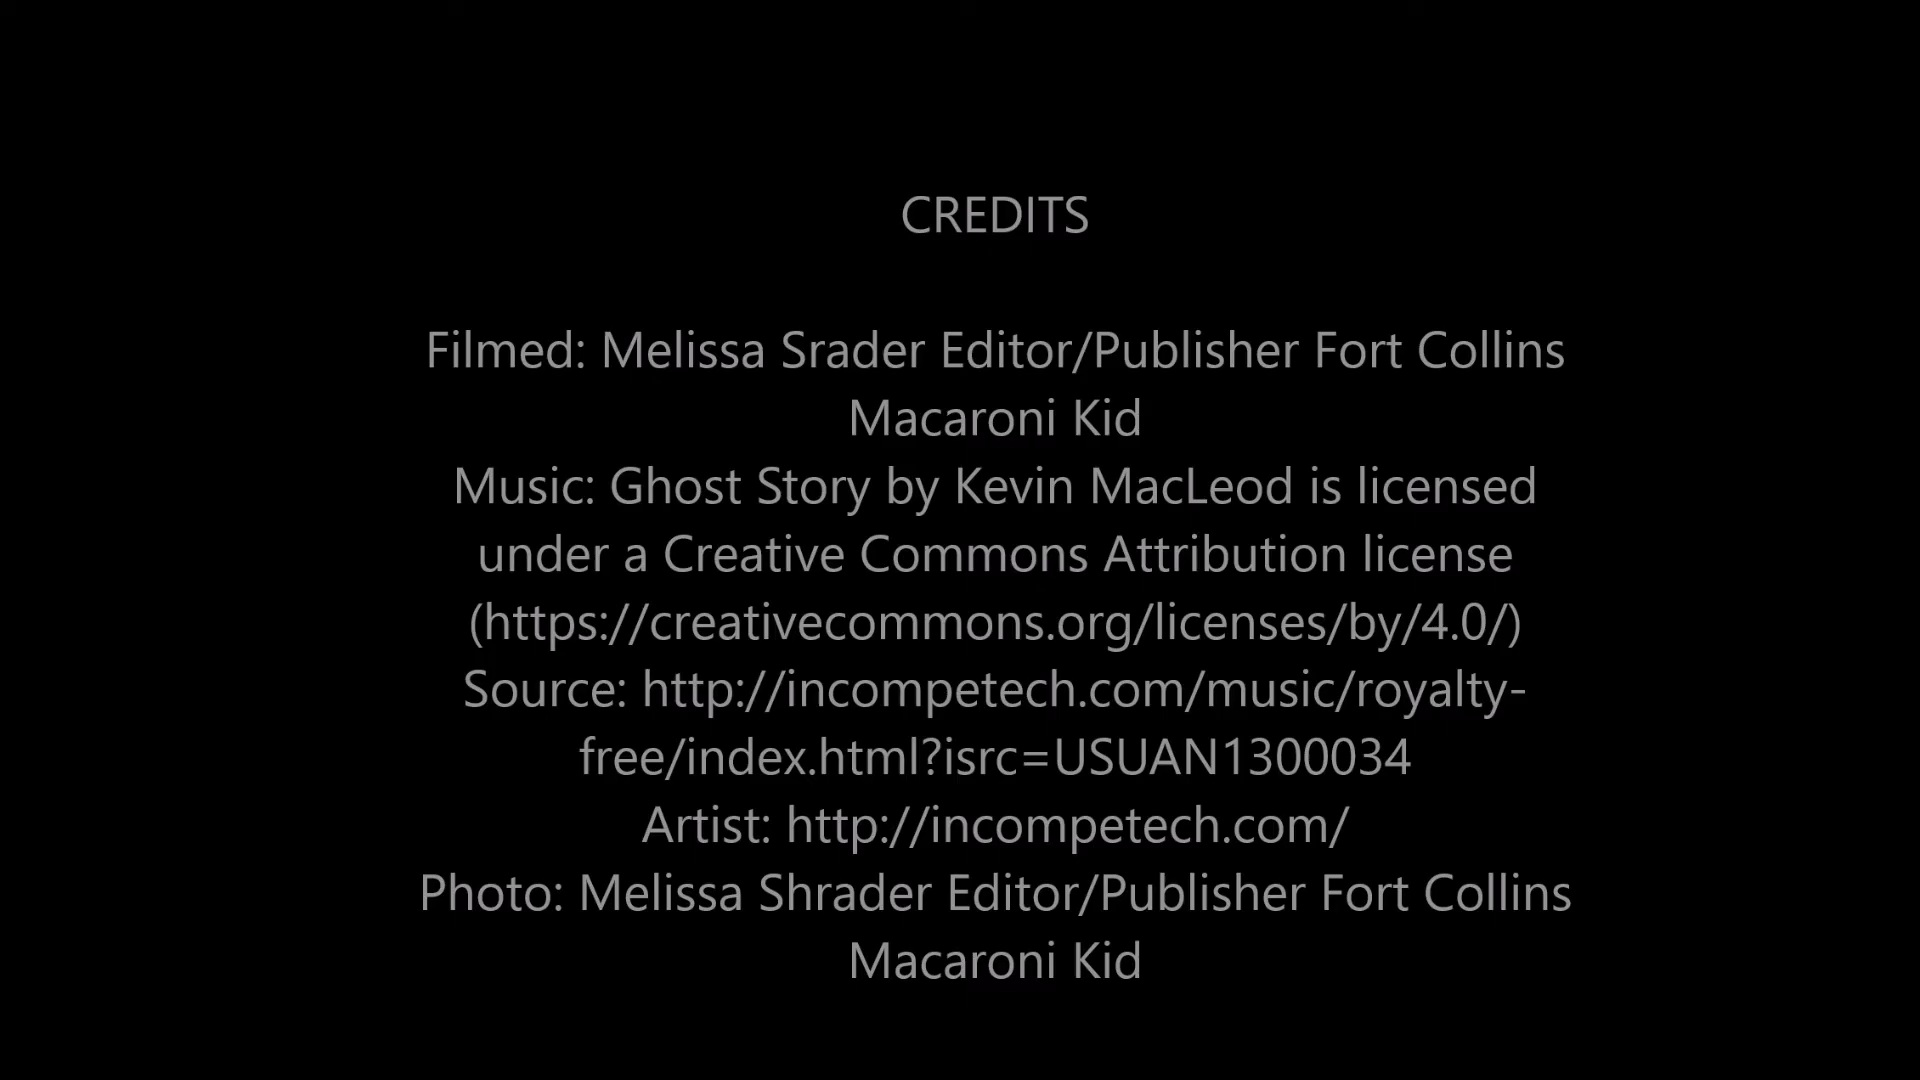 CREDITS
Filmed: Melissa Srader Editor/Publisher Fort Collins
Macaroni Kid
Music: Ghost Story by Kevin MacLeod is licensed
under a Creative Commons Attribution license
(https://creativecommons.org/licenses/by/4.0/)
Source: http://incompetech.com/music/royalty-
free/index.html?isrc=USUAN1300034
Artist: http://incompetech.com/
Photo: Melissa Shrader Editor/Publisher Fort Collins
Macaroni Kid